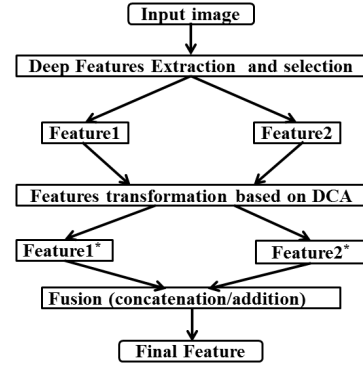 Input image
Deep Features Extraction and selection
Feature1 Feature2
Features transformation based on DCA
Feature1* Feature2*
Fusion (concatenation/addition)
Final Feature